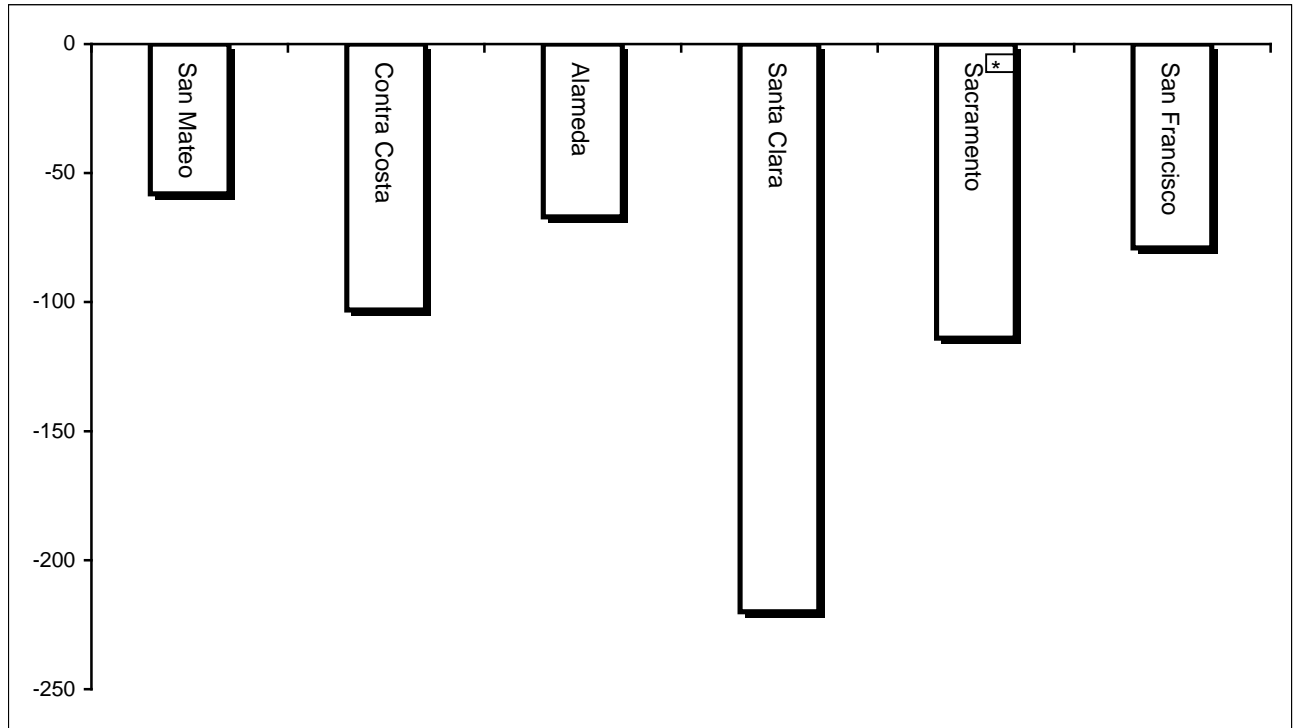 0
-50
-100
-150
-200
-250
San Mateo
Contra Costa
Alameda
Santa Clara
Sacramento
*
San Francisco